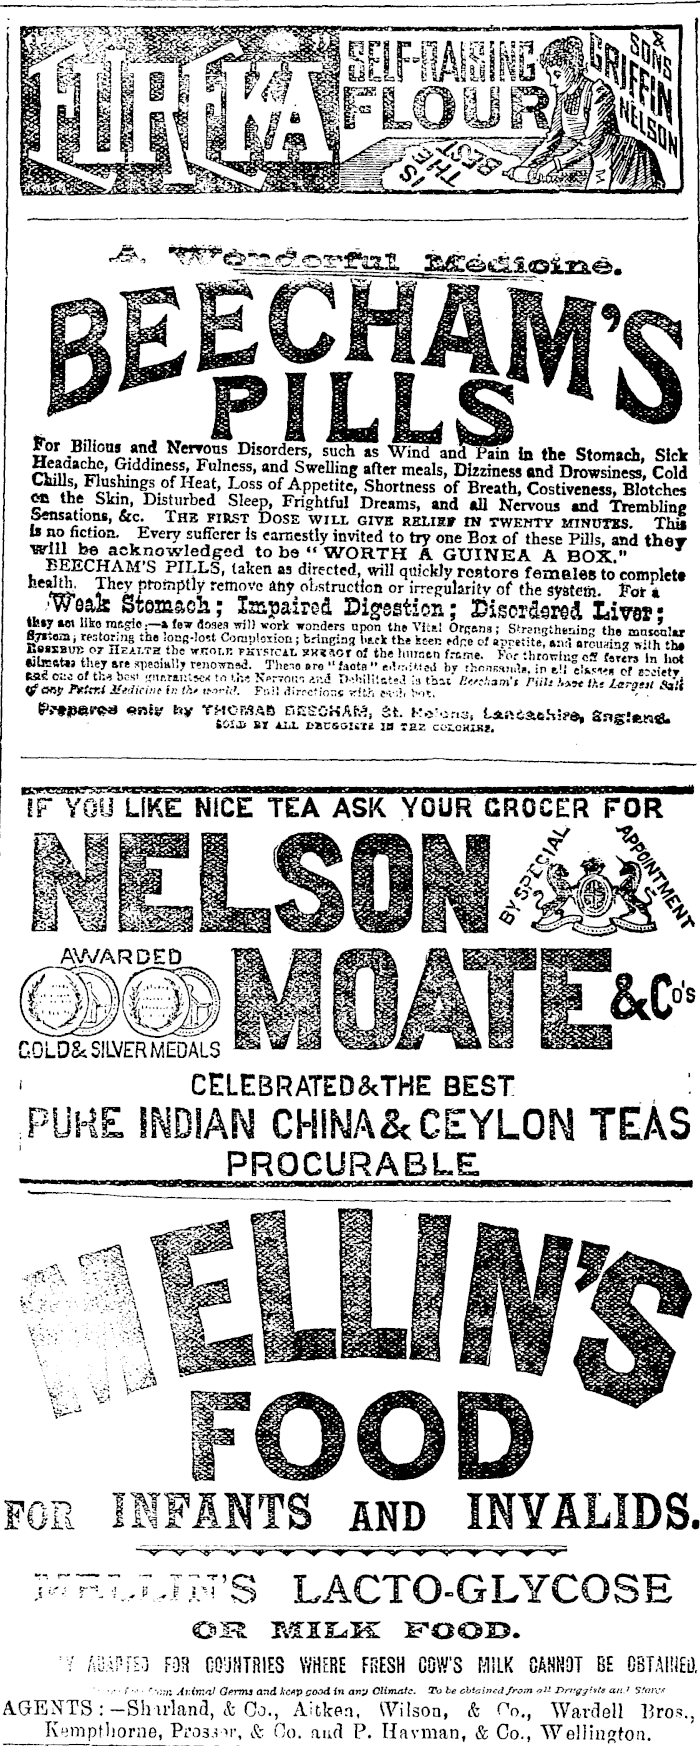 EUREKA
SELF-RAISING
FLOUR
IS
THE
BEST
& SONS
GRIFFIN
NELSON
A Wonderful Medicine.
BEECHAM'S
PILLS
For Bilious and Nervous Disorders, such as Wind and Pain in the Stomach, Sick
Headache, Giddiness, Fulness, and Swelling after meals, Dizziness and Drowsiness, Cold
Chills, Flushings of Heat, Loss of Appetite, Shortness of Breath, Costiveness, Blotches
on the Skin, Disturbed Sleep, Frightful Dreams, and all Nervous and Trembling
Sensations, &c. THE FIRST DOSE WILL GIVE RELIEF IN TWENTY MINUTES. This
is no fiction. Every sufferer is earnestly invited to try one Box of these Pills, and they
will be acknowledged to be "WORTH A GUINEA A BOX."
BEECHAM'S PILLS, taken as directed, will quickly restore females to complete
health. They promptly remove any obstruction or irregularity of the system. For a
Weak Stomach; Impaired Digestion; Disordered Liver;
they act like magic:—a few doses will work wonders upon the Vital Organs; Strengthening the muscular
System; restoring the long-lost Complexion; bringing back the keen edge of appetite, and arousing with the
ROSEBUD OF HEALTH the WHOLE PHYSICAL ENERGY of the human frame. For throwing off fevers in hot
climates they are specially renowned. These are "facts" admitted by thousands, in all classes of society
and one of the best guarantees to the Nervous and Debilitated is that Beecham's Pills have the Largest Sale
of any Patent Medicine in the world. Full directions with each box.
Prepared only by THOMAS BEECHAM, St. Helens, Lancashire, England.
SOLD BY ALL DRUGGISTS IN THE COLONIES.
IF YOU LIKE NICE TEA ASK YOUR GROCER FOR
NELSON
BY SPECIAL APPOINTMENT
AWARDED
GOLD & SILVER MEDALS
MOATE & Co's
CELEBRATED & THE BEST
PURE INDIAN CHINA & CEYLON TEAS
PROCURABLE
MELLIN'S
FOOD
FOR INFANTS AND INVALIDS.
MELLIN'S LACTO-GLYCOSE
OR MILK FOOD.
ADAPTED FOR COUNTRIES WHERE FRESH COW'S MILK CANNOT BE OBTAINED,
from Animal Germs and keep good in any Climate. To be obtained from all Druggists and Stores
AGENTS:—Sharland, & Co., Aitken, Wilson, & Co., Wardell Bros.,
Kempthorne, Prosser, & Co. and P. Hayman, & Co., Wellington.